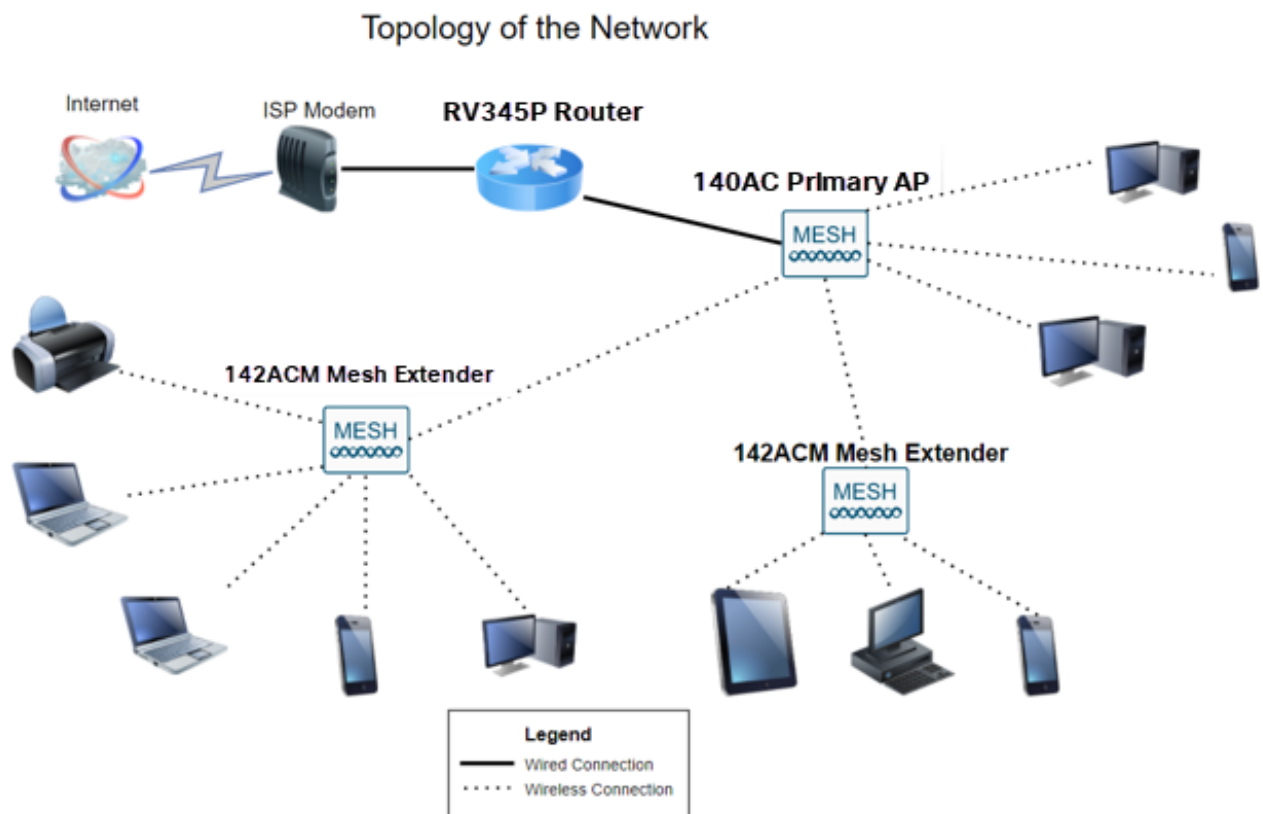 Topology of the Network
Internet
ISP Modem
RV345P Router
140AC PrImary AP
MESH
142ACM Mesh Extender
MESH
142ACM Mesh Extender
MESH
Legend
Wired Connection
Wireless Connection